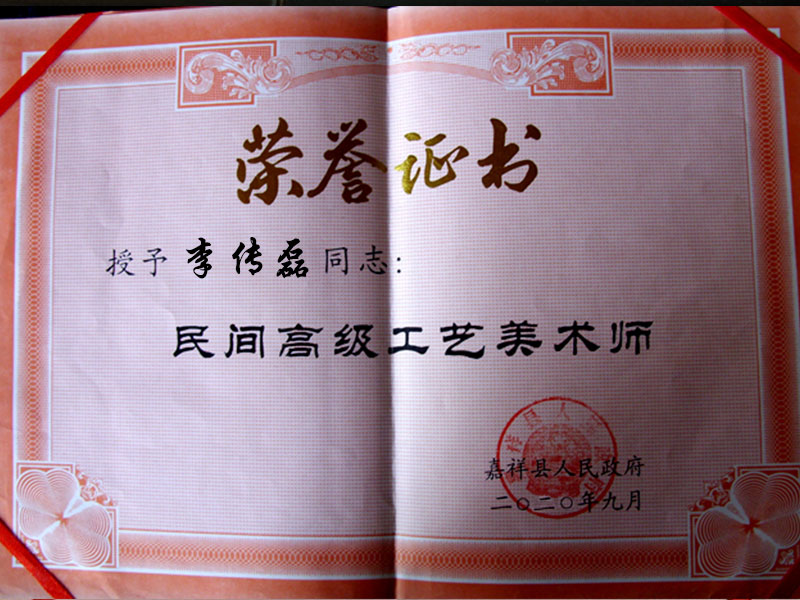 荣誉证书
授予 李传磊 同志：
民间高级工艺美术师
嘉祥县人民政府
二〇二〇年九月